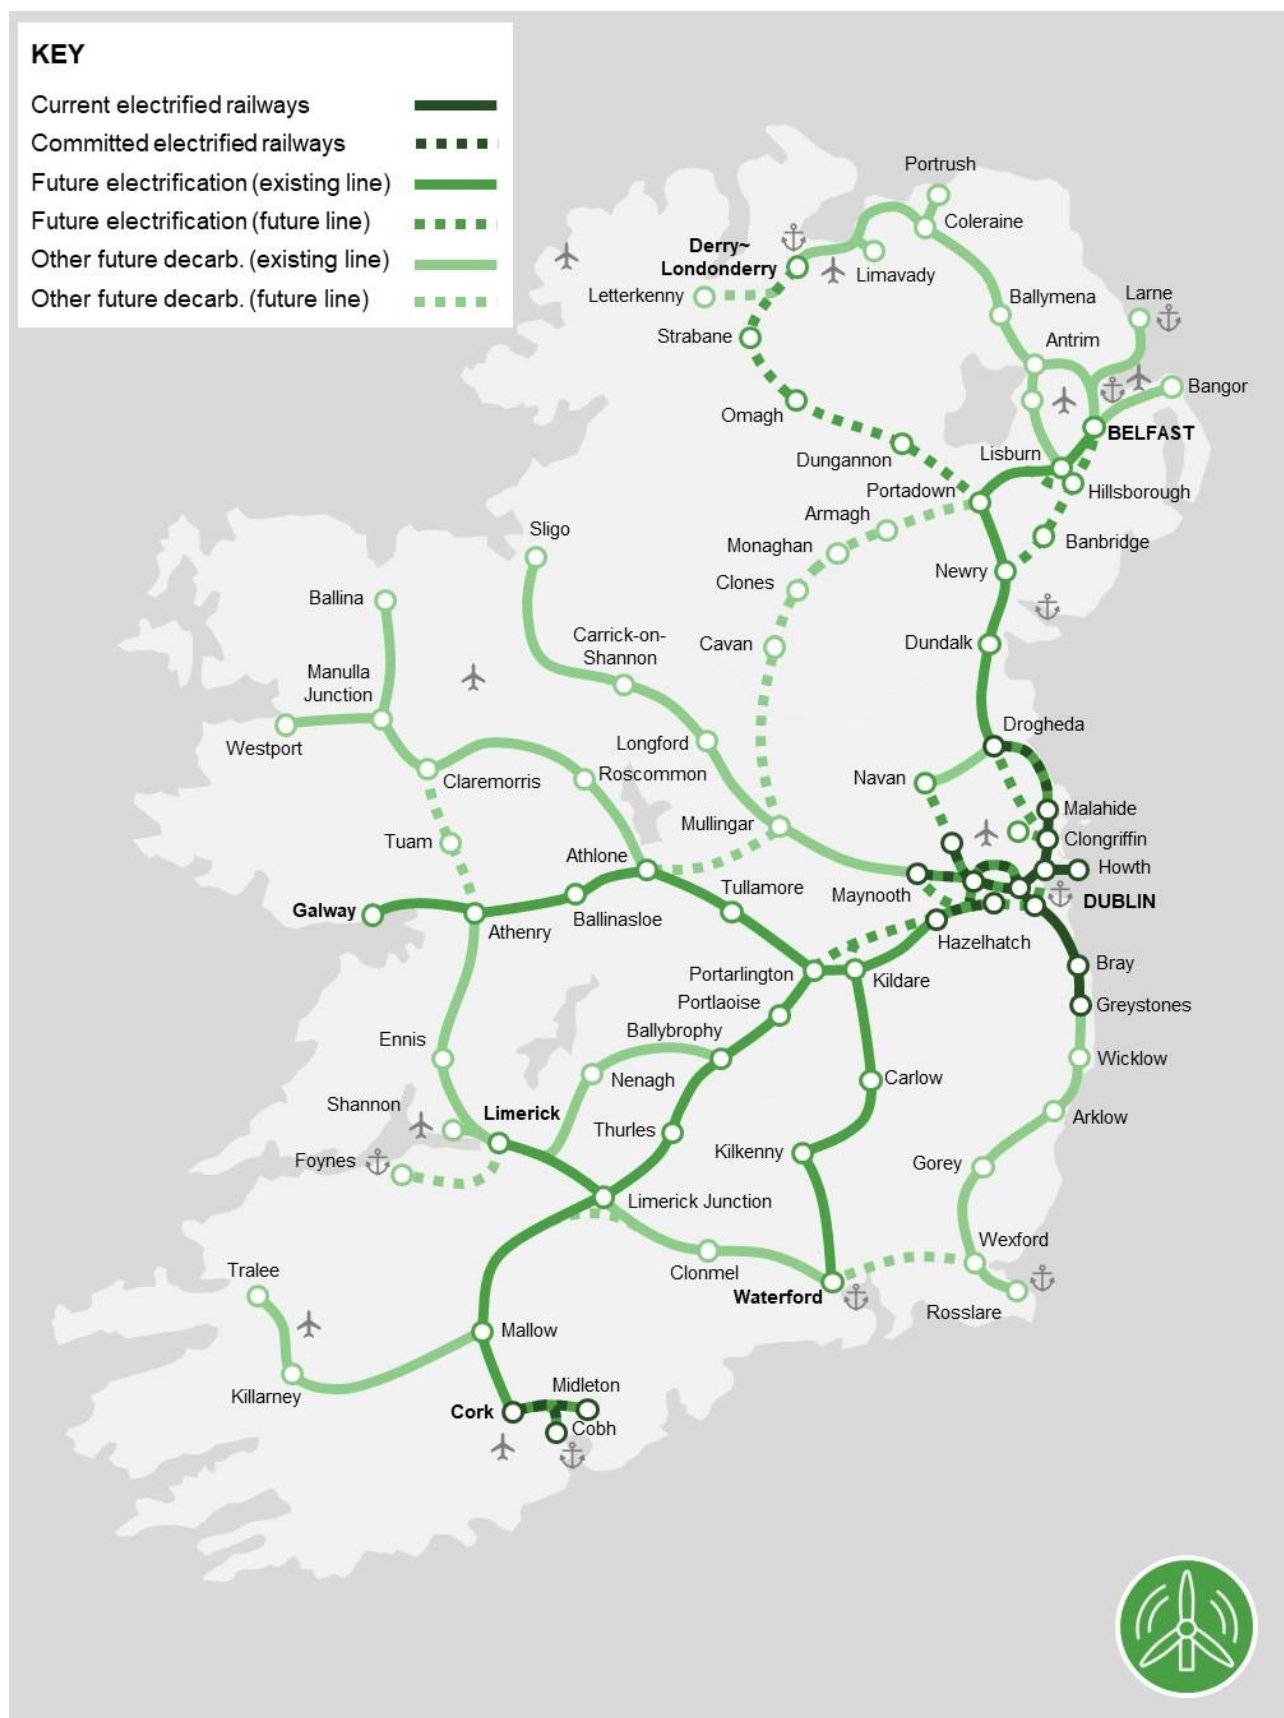 KEY
Current electrified railways
Committed electrified railways
Future electrification (existing line)
Future electrification (future line)
Other future decarb. (existing line)
Other future decarb. (future line)
Portrush
Coleraine
Derry~
Londonderry
Limavady
Letterkenny
Ballymena
Larne
Strabane
Antrim
Bangor
Omagh
BELFAST
Dungannon
Lisburn
Portadown
Hillsborough
Armagh
Sligo
Monaghan
Banbridge
Newry
Clones
Ballina
Carrick-on-
Shannon
Cavan
Dundalk
Manulla
Junction
Drogheda
Westport
Longford
Claremorris
Roscommon
Navan
Malahide
Mullingar
Clongriffin
Tuam
Athlone
Howth
Tullamore
Maynooth
DUBLIN
Galway
Ballinasloe
Athenry
Hazelhatch
Bray
Portarlington
Kildare
Portlaoise
Greystones
Ballybrophy
Ennis
Wicklow
Nenagh
Carlow
Shannon
Limerick
Arklow
Thurles
Kilkenny
Foynes
Gorey
Limerick Junction
Wexford
Tralee
Clonmel
Waterford
Rosslare
Mallow
Killarney
Midleton
Cork
Cobh